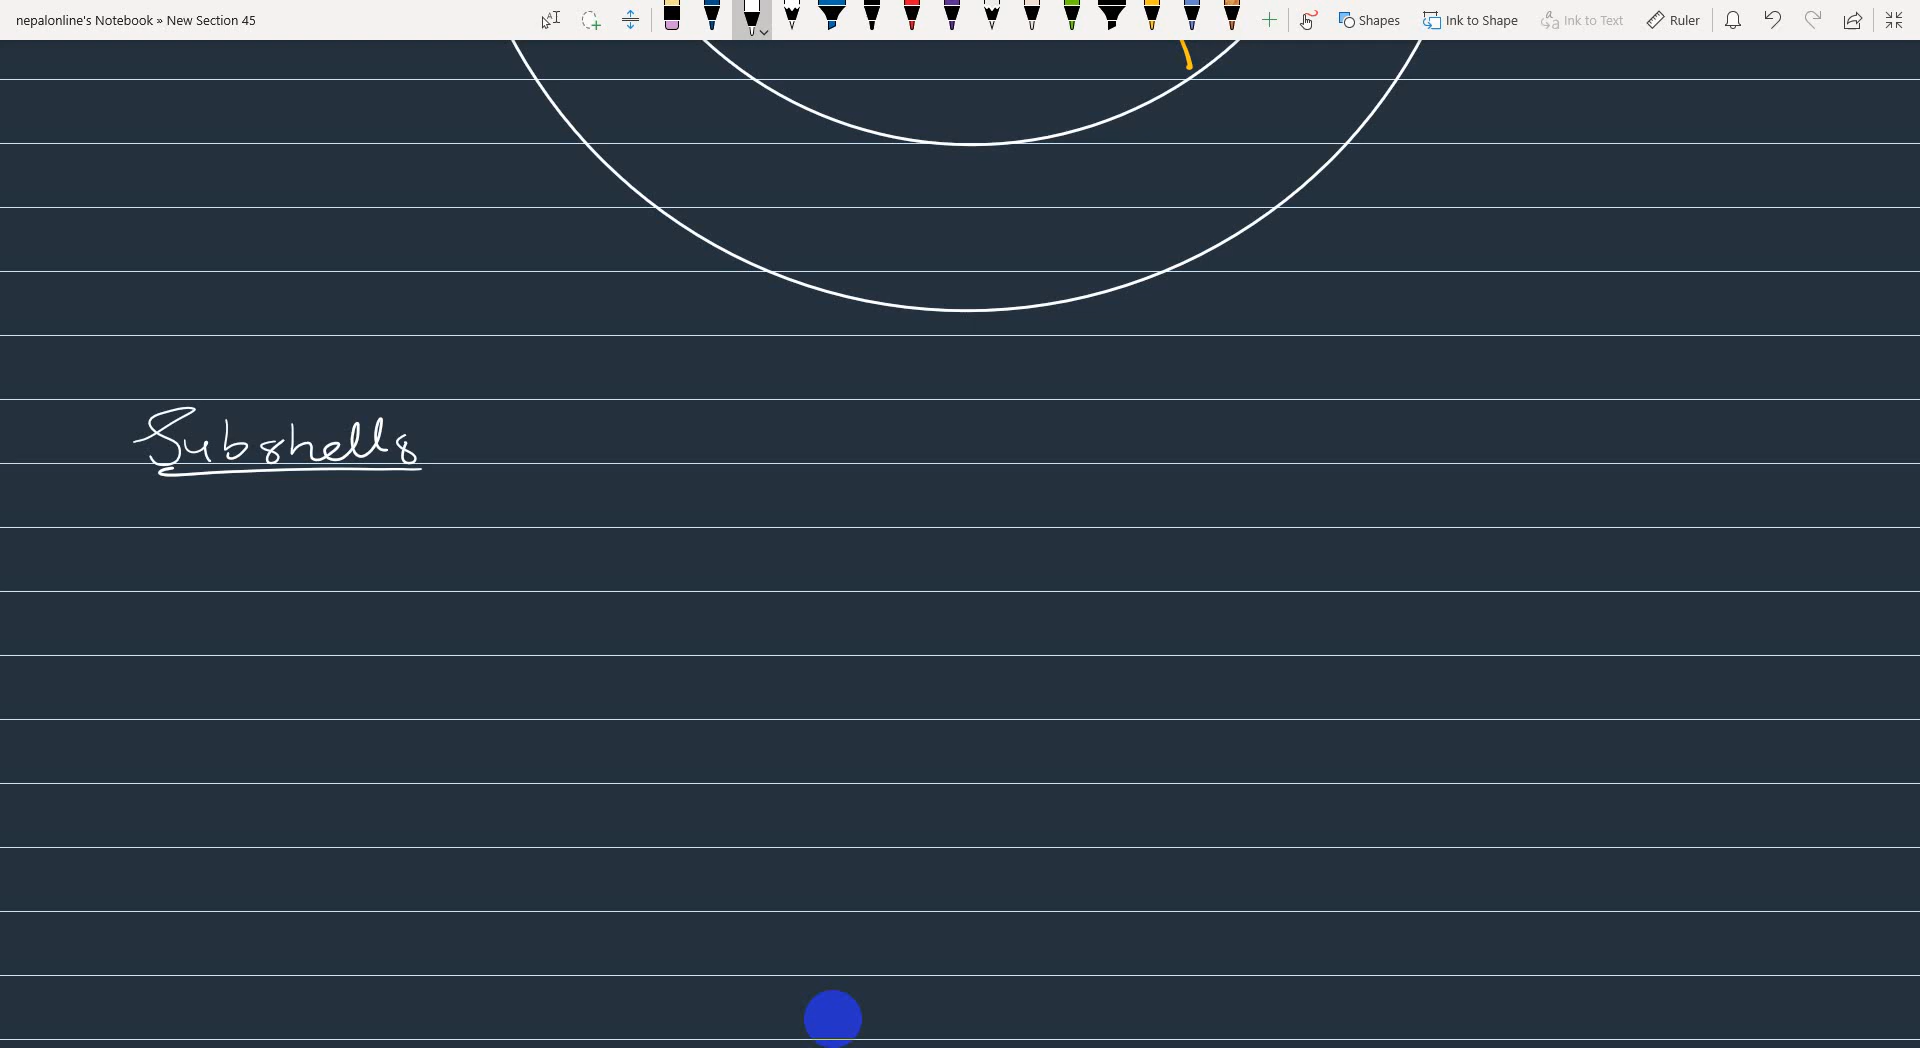 nepalonline's Notebook » New Section 45
Shapes
Ink to Shape
Ink to Text
Ruler
Subshells